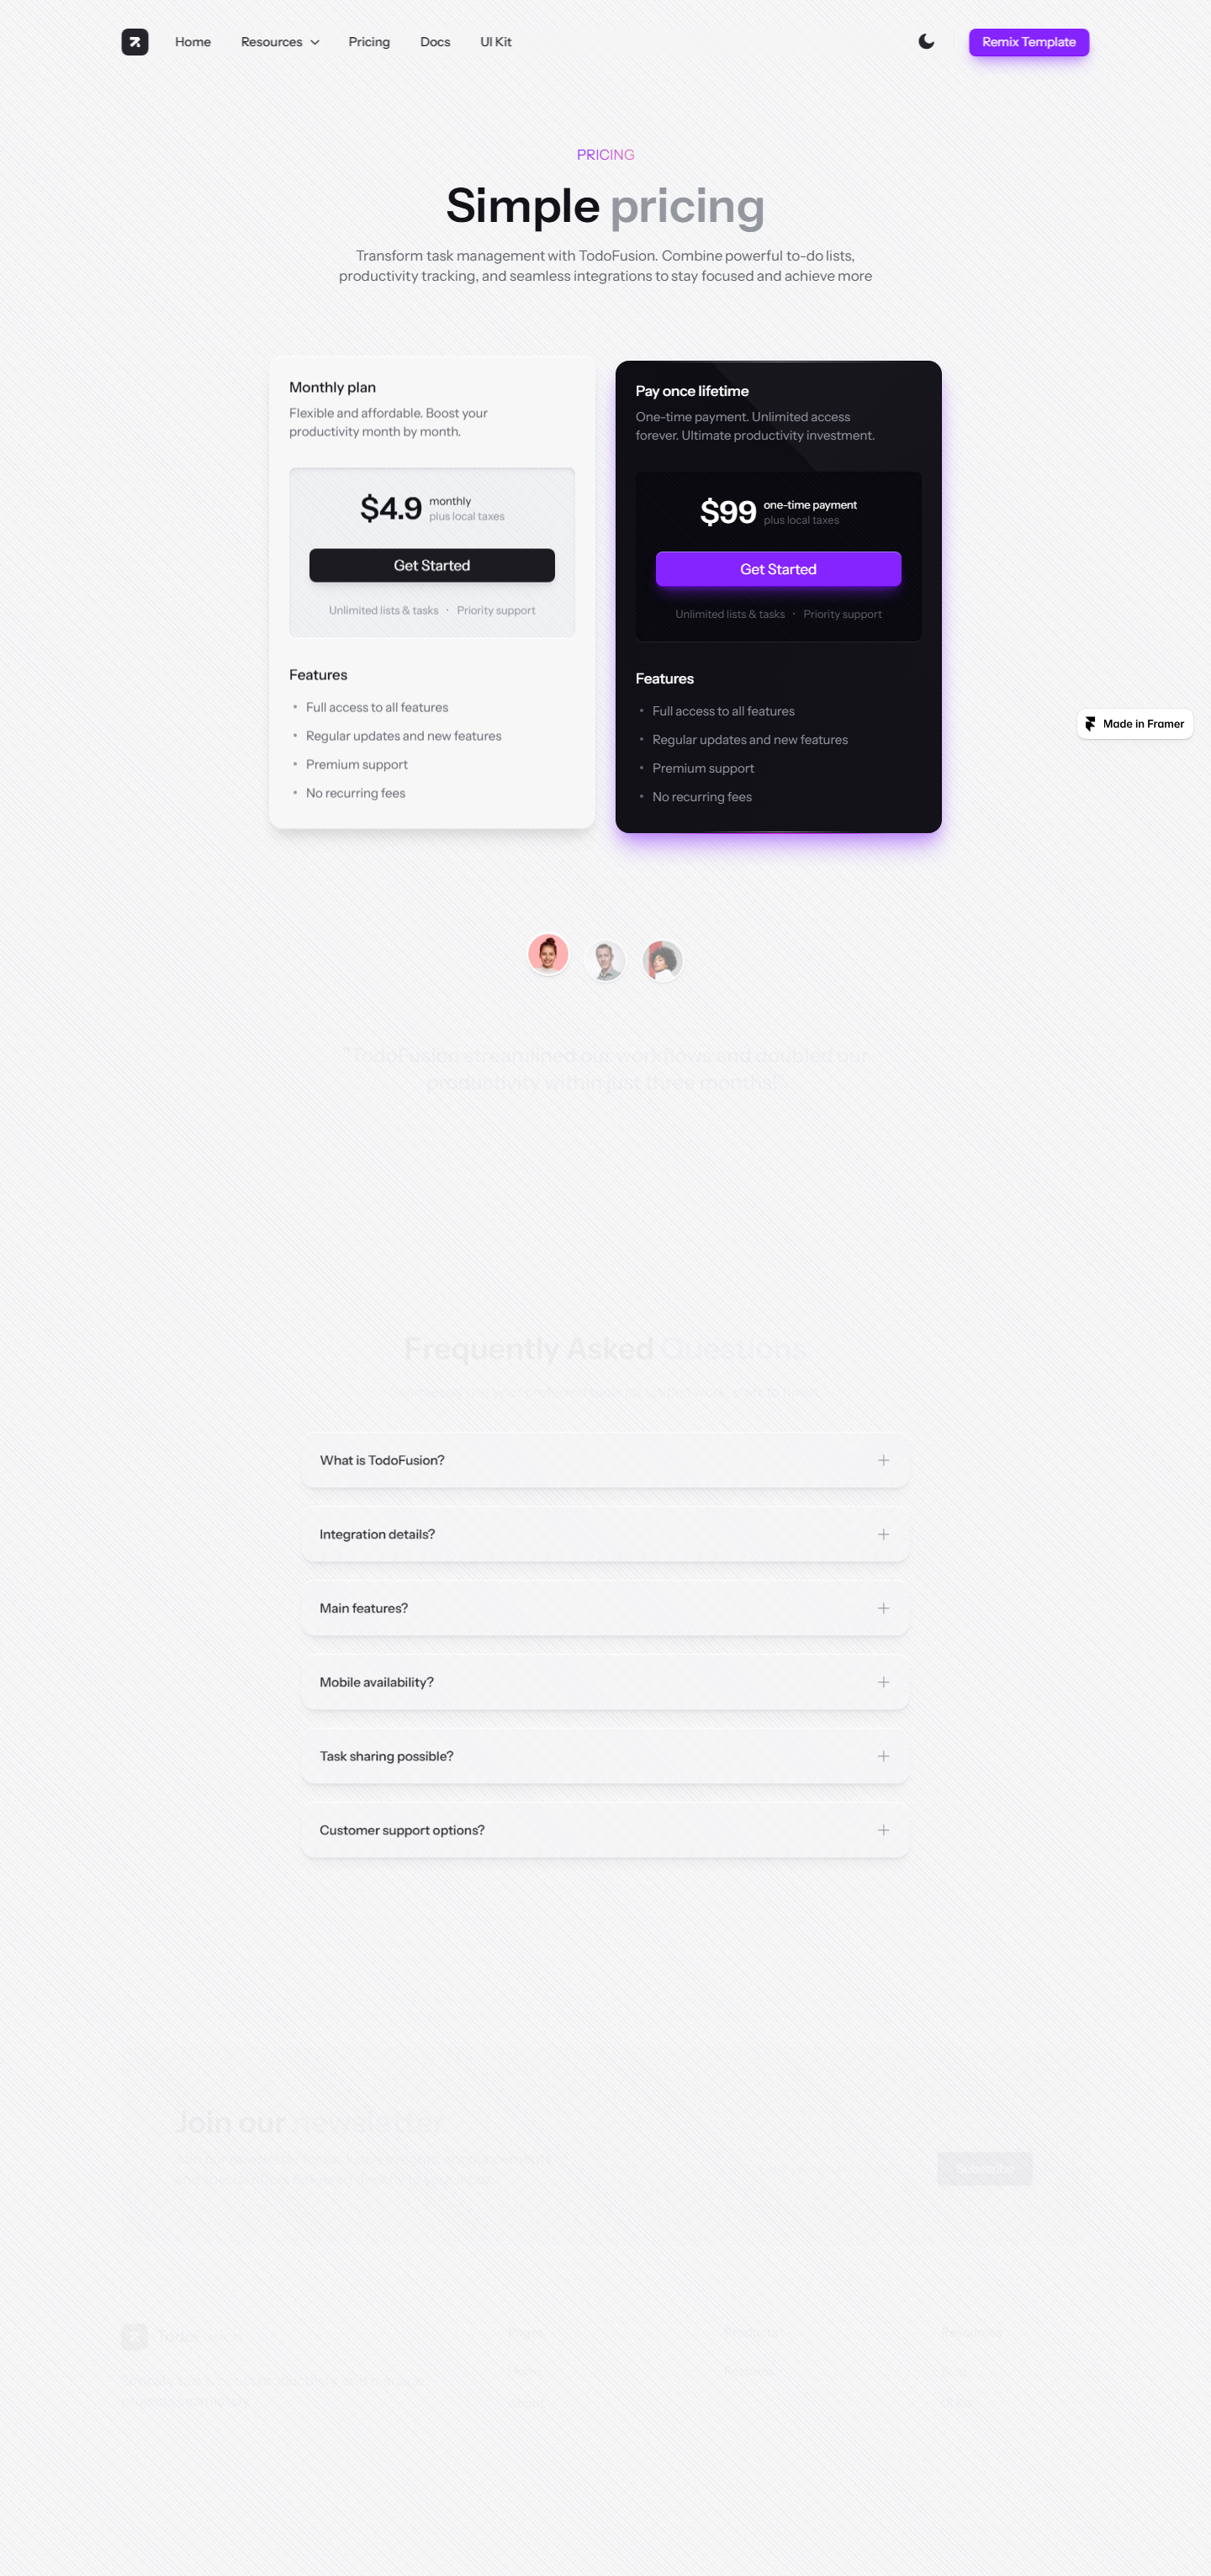 Home Resources Pricing Docs UI Kit Remix Template
PRICING
Simple pricing
Transform task management with TodoFusion. Combine powerful to-do lists,
productivity tracking, and seamless integrations to stay focused and achieve more
Monthly plan
Flexible and affordable. Boost your
productivity month by month.
$4.9 monthly
plus local taxes
Get Started
Unlimited lists & tasks · Priority support
Features
• Full access to all features
• Regular updates and new features
• Premium support
• No recurring fees
Pay once lifetime
One-time payment. Unlimited access
forever. Ultimate productivity investment.
$99 one-time payment
plus local taxes
Get Started
Unlimited lists & tasks · Priority support
Features
• Full access to all features
• Regular updates and new features
• Premium support
• No recurring fees
Made in Framer
"TodoFusion streamlined our workflows and doubled our
productivity within just three months!"
Frequently Asked Questions
What is TodoFusion?
Integration details?
Main features?
Mobile availability?
Task sharing possible?
Customer support options?
Join our newsletter
Subscribe
Pages Products Resources